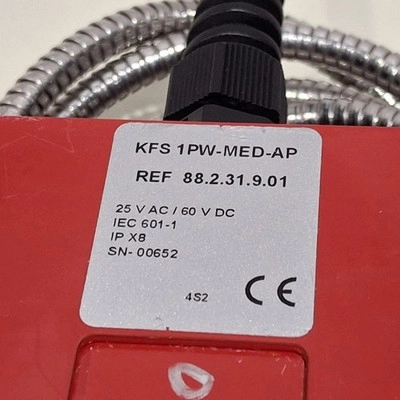 KFS 1PW-MED-AP
REF 88.2.31.9.01
25 V AC / 60 V DC
IEC 601-1
IP X8
SN- 00652
4S2 CE